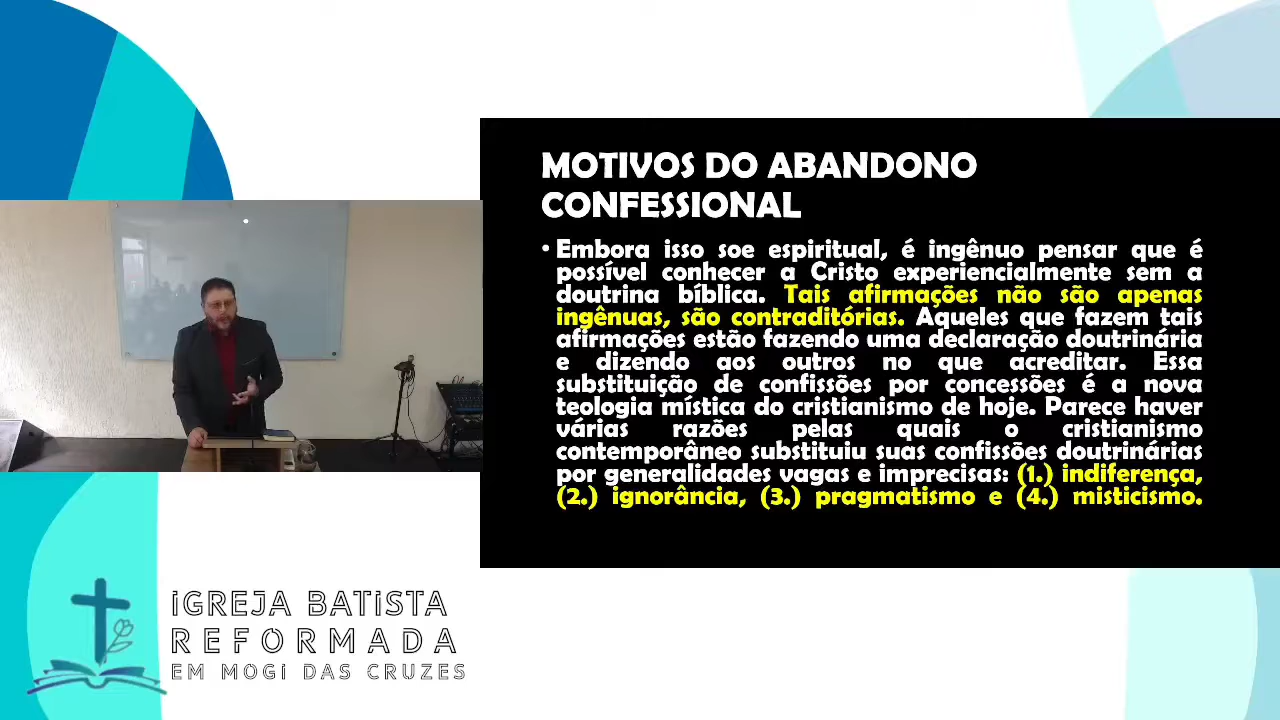 MOTIVOS DO ABANDONO
CONFESSIONAL
• Embora isso soe espiritual, é ingênuo pensar que é
possível conhecer a Cristo experiencialmente sem a
doutrina bíblica. Tais afirmações não são apenas
ingênuas, são contraditórias. Aqueles que fazem tais
afirmações estão fazendo uma declaração doutrinária
e dizendo aos outros no que acreditar. Essa
substituição de confissões por concessões é a nova
teologia mística do cristianismo de hoje. Parece haver
várias razões pelas quais o cristianismo
contemporâneo substituiu suas confissões doutrinárias
por generalidades vagas e imprecisas: (1.) indiferença,
(2.) ignorância, (3.) pragmatismo e (4.) misticismo.
iGREJA BATiSTA
REFORMADA
EM MOGi DAS CRUZES